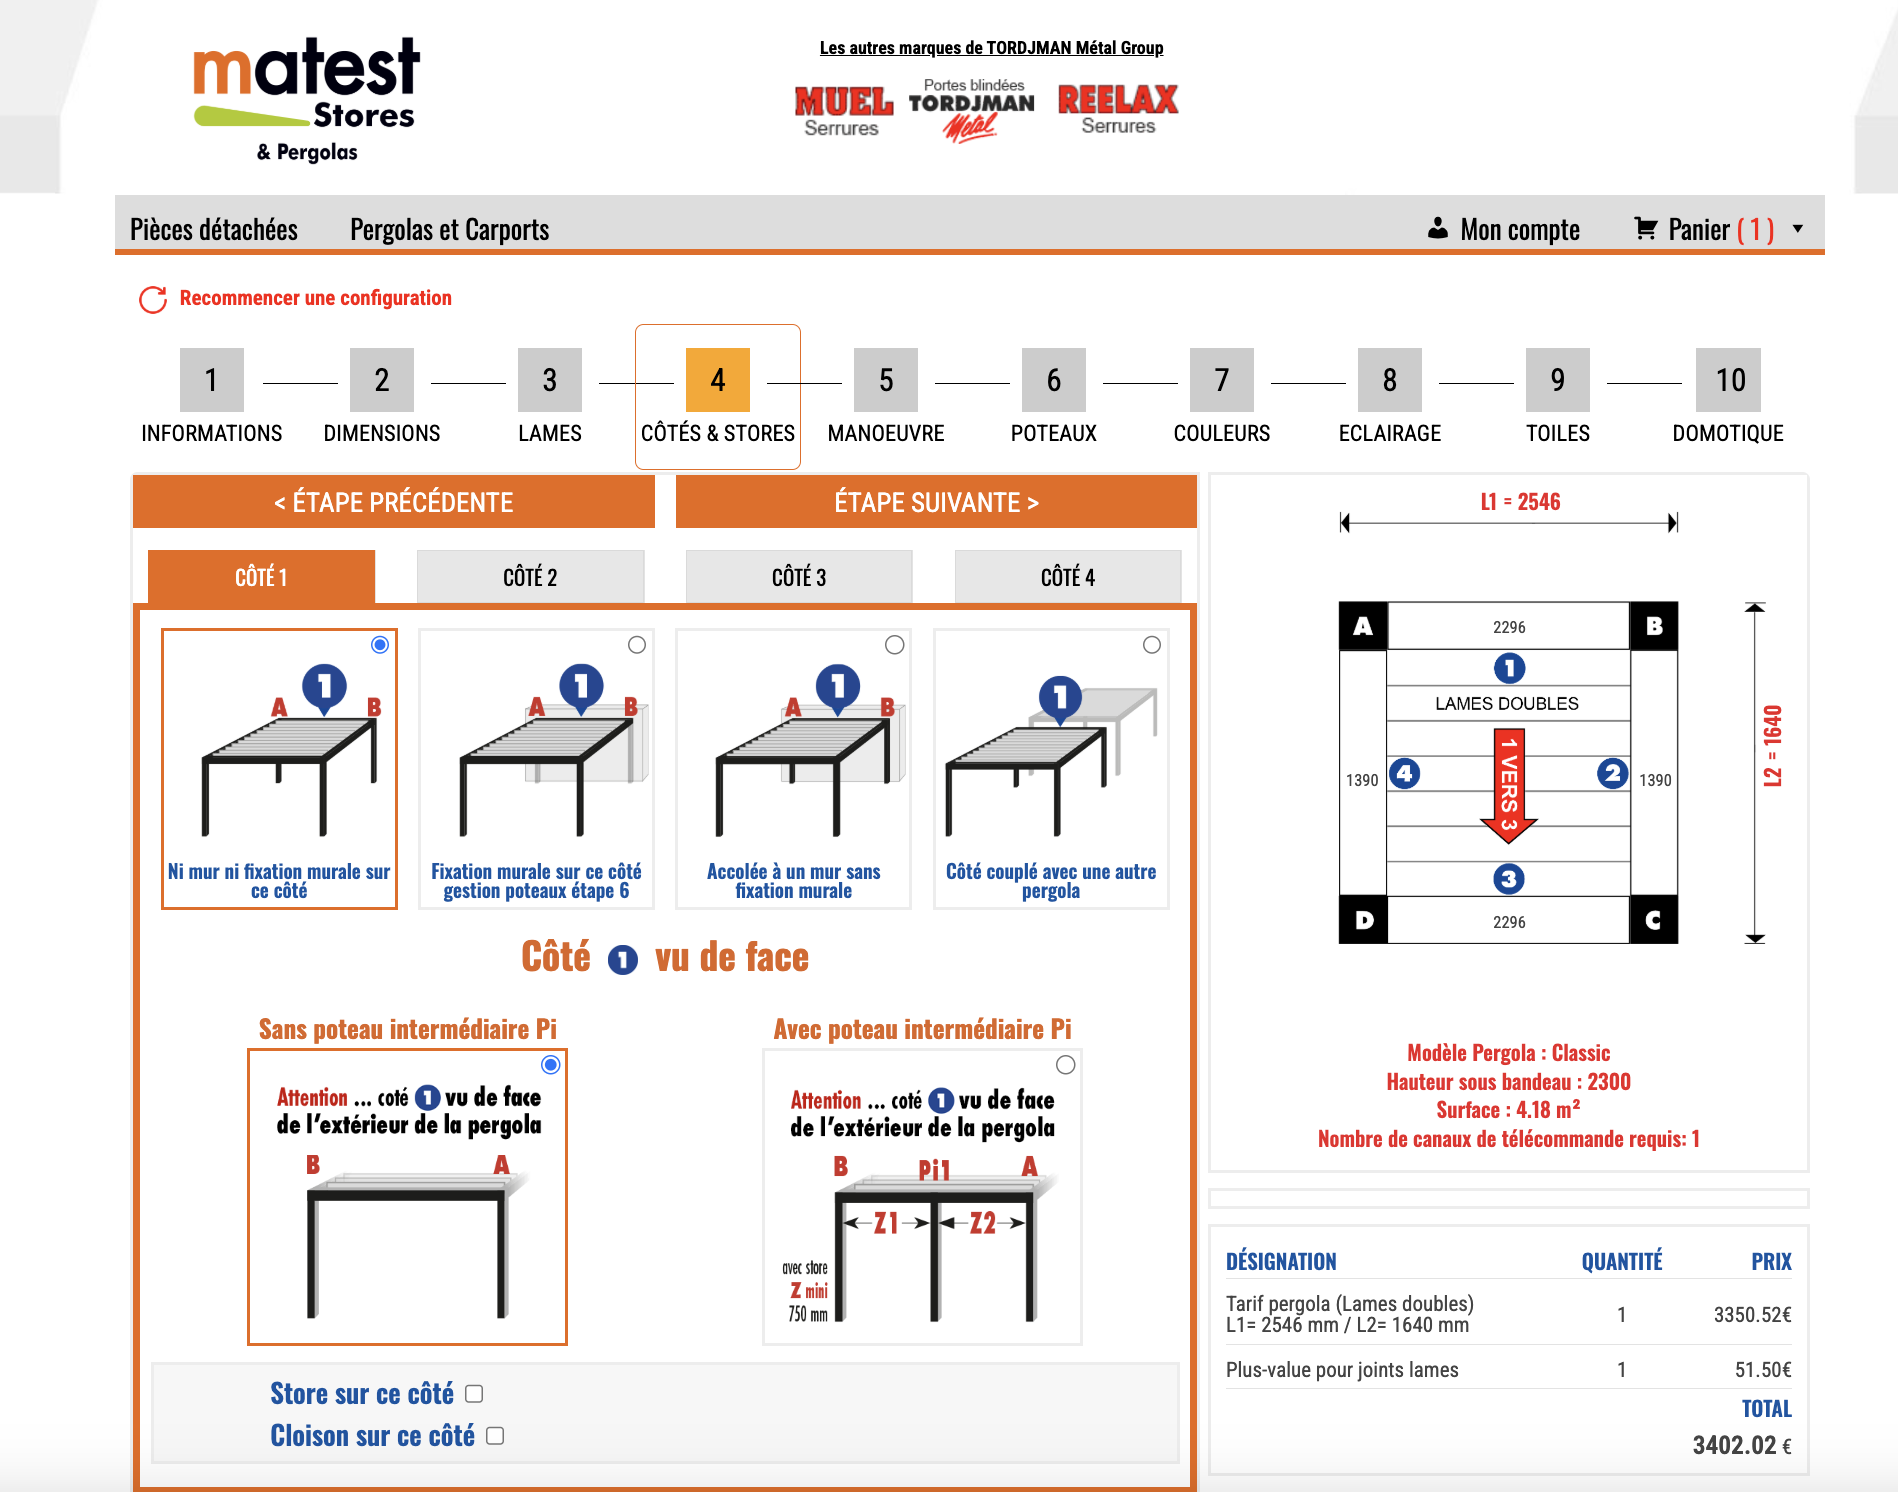 matest
Stores
& Pergolas
Les autres marques de TORDJMAN Métal Group
MUEL
Serrures
Portes blindées
TORDJMAN
Metal
REELAX
Serrures
Pièces détachées
Pergolas et Carports
Mon compte
Panier ( 1 )
Recommencer une configuration
1
2
3
4
5
6
7
8
9
10
INFORMATIONS
DIMENSIONS
LAMES
CÔTÉS & STORES
MANOEUVRE
POTEAUX
COULEURS
ECLAIRAGE
TOILES
DOMOTIQUE
< ÉTAPE PRÉCÉDENTE
ÉTAPE SUIVANTE >
CÔTÉ 1
CÔTÉ 2
CÔTÉ 3
CÔTÉ 4
1
A B
Ni mur ni fixation murale sur
ce côté
1
A B
Fixation murale sur ce côté
gestion poteaux étape 6
1
A B
Accolée à un mur sans
fixation murale
1
Côté couplé avec une autre
pergola
Côté 1 vu de face
Sans poteau intermédiaire Pi
Attention ... coté 1 vu de face
de l'extérieur de la pergola
B A
Avec poteau intermédiaire Pi
Attention ... coté 1 vu de face
de l'extérieur de la pergola
B Pi1 A
Z1 Z2
avec store
Z mini
750 mm
Store sur ce côté
Cloison sur ce côté
L1 = 2546
A 2296 B
1
LAMES DOUBLES
1390 4 1 VERS 3 2 1390
L2 = 1640
3
D 2296 C
Modèle Pergola : Classic
Hauteur sous bandeau : 2300
Surface : 4.18 m²
Nombre de canaux de télécommande requis: 1
DÉSIGNATION QUANTITÉ PRIX
Tarif pergola (Lames doubles)
L1= 2546 mm / L2= 1640 mm
1 3350.52€
Plus-value pour joints lames 1 51.50€
TOTAL
3402.02 €